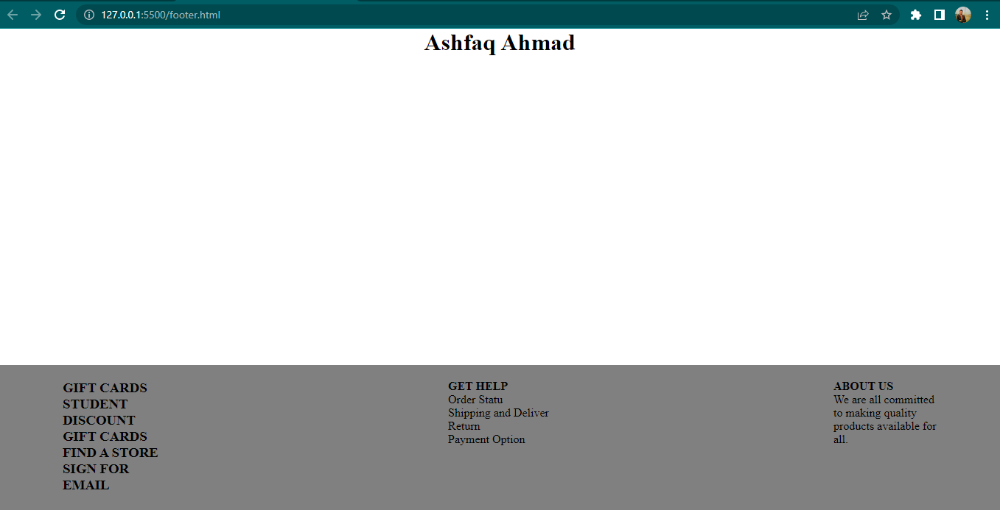 127.0.0.1:5500/footer.html
Ashfaq Ahmad
GIFT CARDS
STUDENT
DISCOUNT
GIFT CARDS
FIND A STORE
SIGN FOR
EMAIL
GET HELP
Order Statu
Shipping and Deliver
Return
Payment Option
ABOUT US
We are all committed
to making quality
products available for
all.